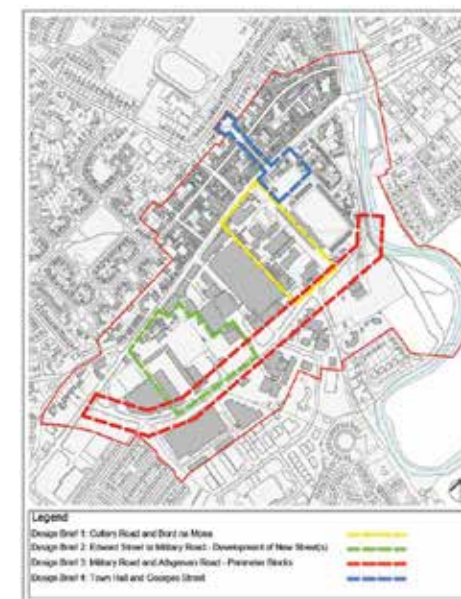 Legend
Design Brief 1: Cutlery Road and Bord na Mona
Design Brief 2: Edward Street to Military Road - Development of New Street(s)
Design Brief 3: Military Road and Athgarvan Road - Perimeter Blocks
Design Brief 4: Town Hall and Georges Street